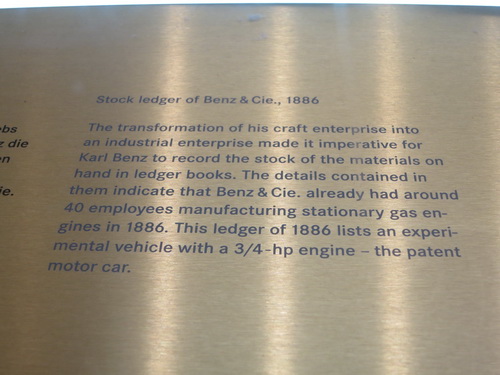 Stock ledger of Benz & Cie., 1886
The transformation of his craft enterprise into
an industrial enterprise made it imperative for
Karl Benz to record the stock of the materials on
hand in ledger books. The details contained in
them indicate that Benz & Cie. already had around
40 employees manufacturing stationary gas en-
gines in 1886. This ledger of 1886 lists an experi-
mental vehicle with a 3/4-hp engine – the patent
motor car.
die